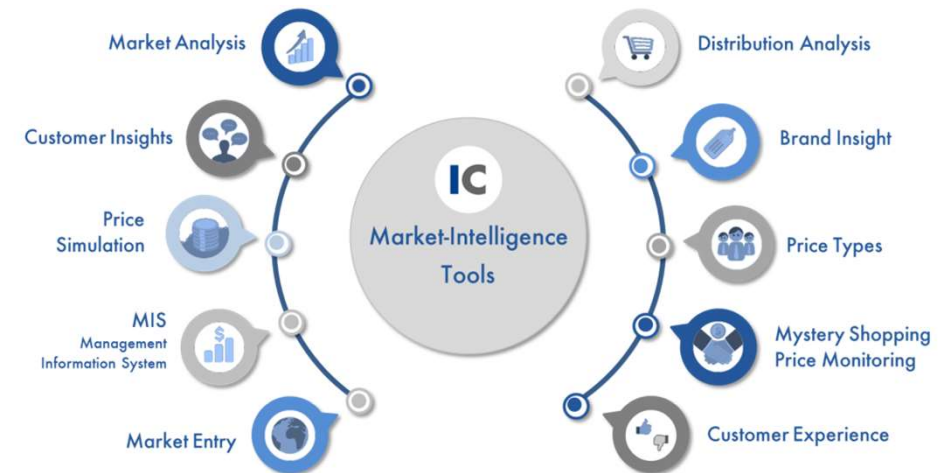 Market Analysis
Customer Insights
Price
Simulation
MIS
Management
Information System
Market Entry
IC
Market-Intelligence
Tools
Distribution Analysis
Brand Insight
Price Types
Mystery Shopping
Price Monitoring
Customer Experience
$
$